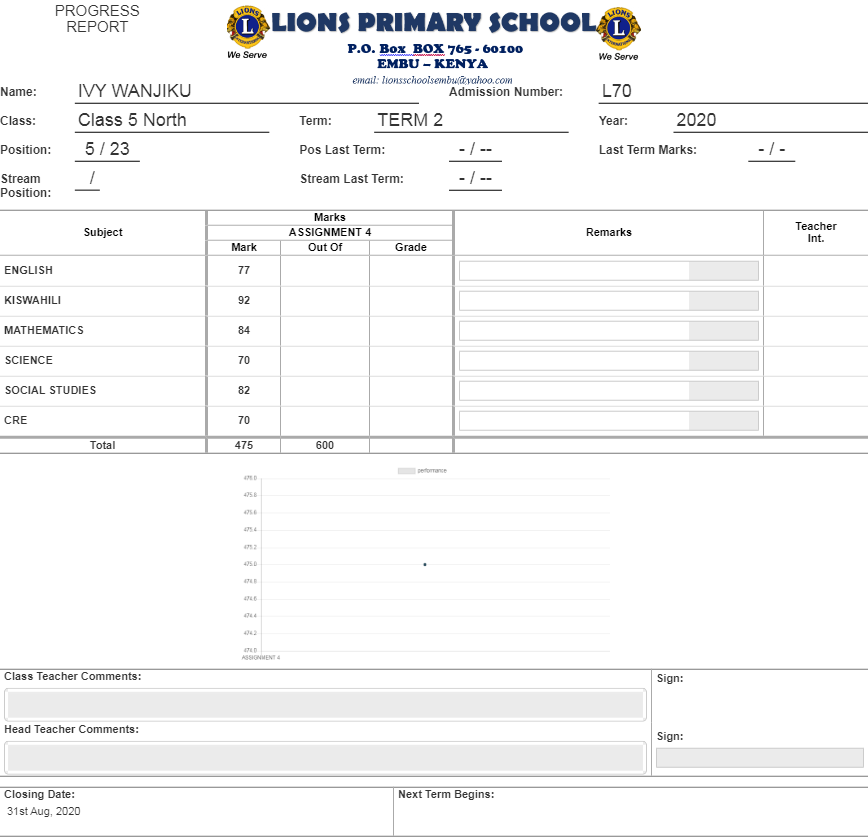 PROGRESS
REPORT
LIONS PRIMARY SCHOOL
P.O. Box BOX 765 - 60100
EMBU – KENYA
email: lionsschoolsembu@yahoo.com
LIONS L INTERNATIONAL We Serve
LIONS L INTERNATIONAL We Serve
Name: IVY WANJIKU Admission Number: L70
Class: Class 5 North Term: TERM 2 Year: 2020
Position: 5 / 23 Pos Last Term: - / -- Last Term Marks: - / -
Stream Position: / Stream Last Term: - / --
Subject Marks Remarks Teacher Int.
ASSIGNMENT 4
Mark Out Of Grade
ENGLISH 77
KISWAHILI 92
MATHEMATICS 84
SCIENCE 70
SOCIAL STUDIES 82
CRE 70
Total 475 600
performance
476.0
475.8
475.6
475.4
475.2
475.0
474.8
474.6
474.4
474.2
474.0
ASSIGNMENT 4
Class Teacher Comments: Sign:
Head Teacher Comments: Sign:
Closing Date: Next Term Begins:
31st Aug, 2020